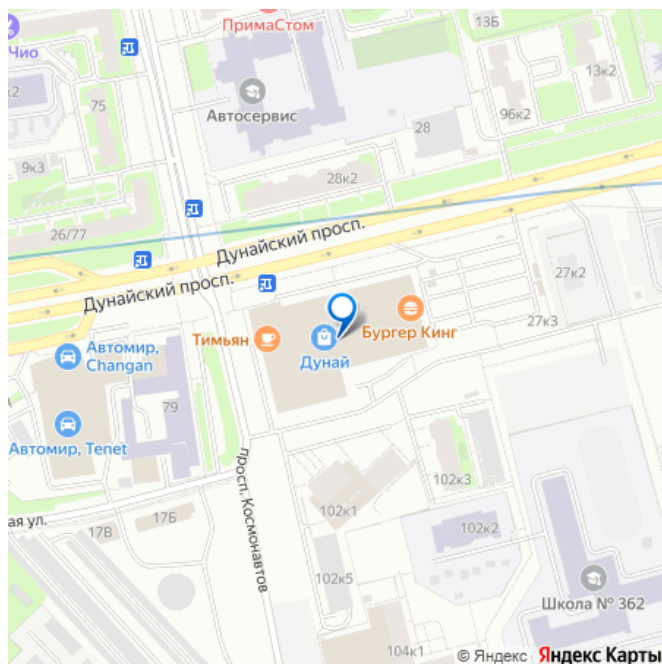 ПримаСтом
13Б
Чио
к2
75
Автосервис
13к2
96к2
28
9к3
28к2
26/77
Дунайский просп.
Дунайский просп.
27к2
27к3
Тимьян
Бургер Кинг
Дунай
Автомир,
Changan
79
Автомир, Tenet
просп. Космонавтов
102к3
ая ул.
17В
17Б
102к1
102к2
102к5
Школа № 362
104к1
© Яндекс Яндекс Карты